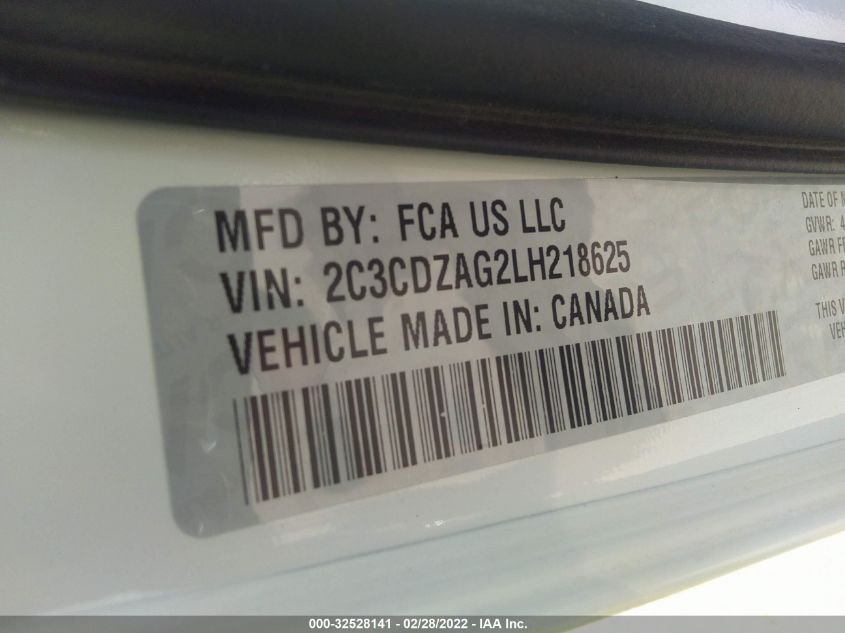 MFD BY: FCA US LLC
VIN: 2C3CDZAG2LH218625
VEHICLE MADE IN: CANADA
DATE OF
GVWR:
GAWR
GAWR
THIS
000-32528141 - 02/28/2022 - IAA Inc.